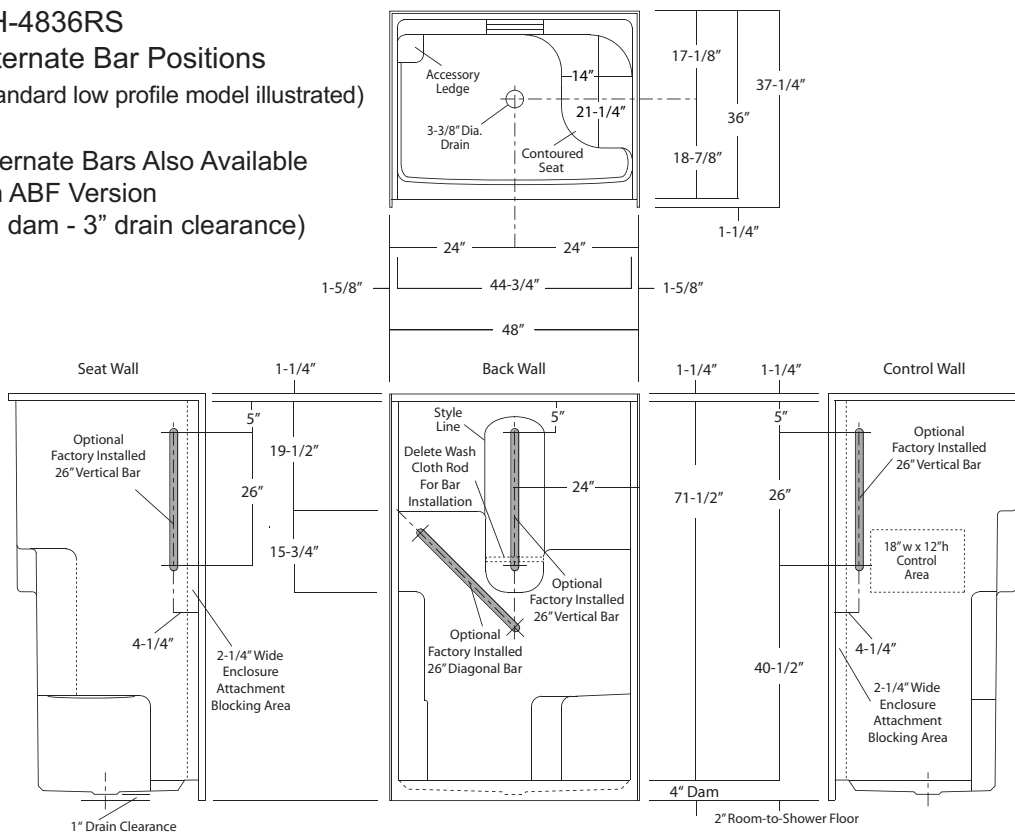 H-4836RS
ternate Bar Positions
andard low profile model illustrated)
ternate Bars Also Available
ABF Version
dam - 3” drain clearance)
Accessory
Ledge
3-3/8” Dia.
Drain
14”
21-1/4”
Contoured
Seat
17-1/8”
18-7/8”
36”
37-1/4”
1-1/4”
24”
24”
1-5/8”
44-3/4”
1-5/8”
48”
Seat Wall
1-1/4”
Back Wall
1-1/4”
1-1/4”
Control Wall
Optional
Factory Installed
26” Vertical Bar
5”
26”
19-1/2”
15-3/4”
4-1/4”
2-1/4” Wide
Enclosure
Attachment
Blocking Area
1” Drain Clearance
Style
Line
Delete Wash
Cloth Rod
For Bar
Installation
5”
24”
Optional
Factory Installed
26” Vertical Bar
Optional
Factory Installed
26” Diagonal Bar
71-1/2”
4” Dam
5”
26”
40-1/2”
2” Room-to-Shower Floor
Optional
Factory Installed
26” Vertical Bar
18” w x 12” h
Control
Area
4-1/4”
2-1/4” Wide
Enclosure
Attachment
Blocking Area